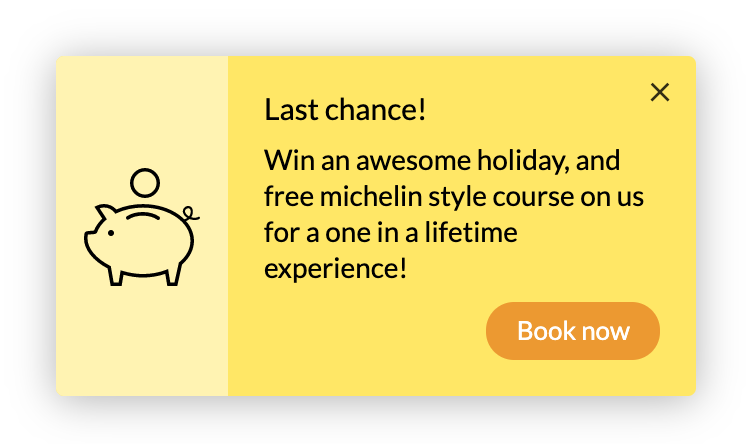 Last chance!
Win an awesome holiday, and
free michelin style course on us
for a one in a lifetime
experience!
Book now